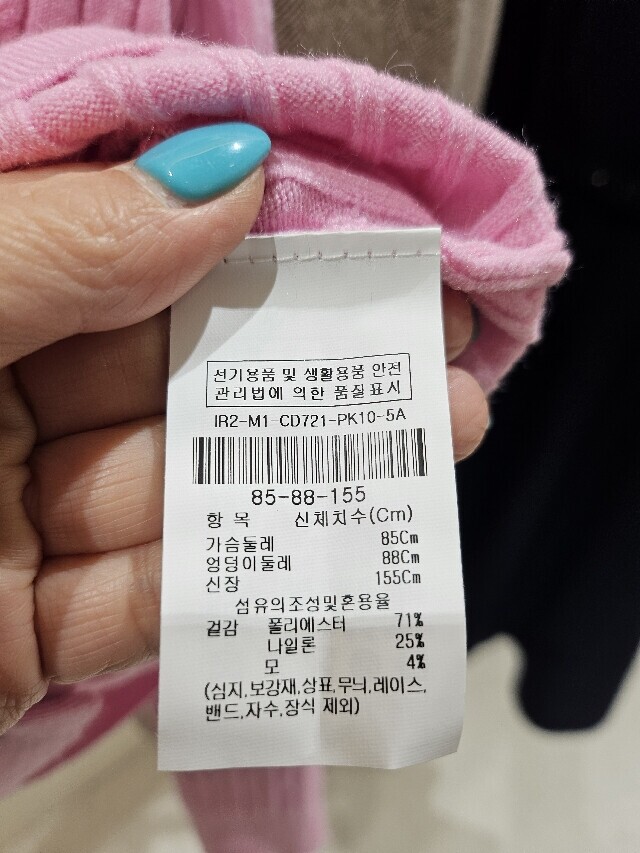 전기용품 및 생활용품 안전
관리법에 의한 품질표시
IR2-M1-CD721-PK10-5A
85-88-155
항 목 신체치수(Cm)
가슴둘레 85Cm
엉덩이둘레 88Cm
신장 155Cm
섬유의조성및혼용율
겉감 폴리에스터 71%
나일론 25%
모 4%
(심지,보강재,상표,무늬,레이스,
밴드,자수,장식 제외)